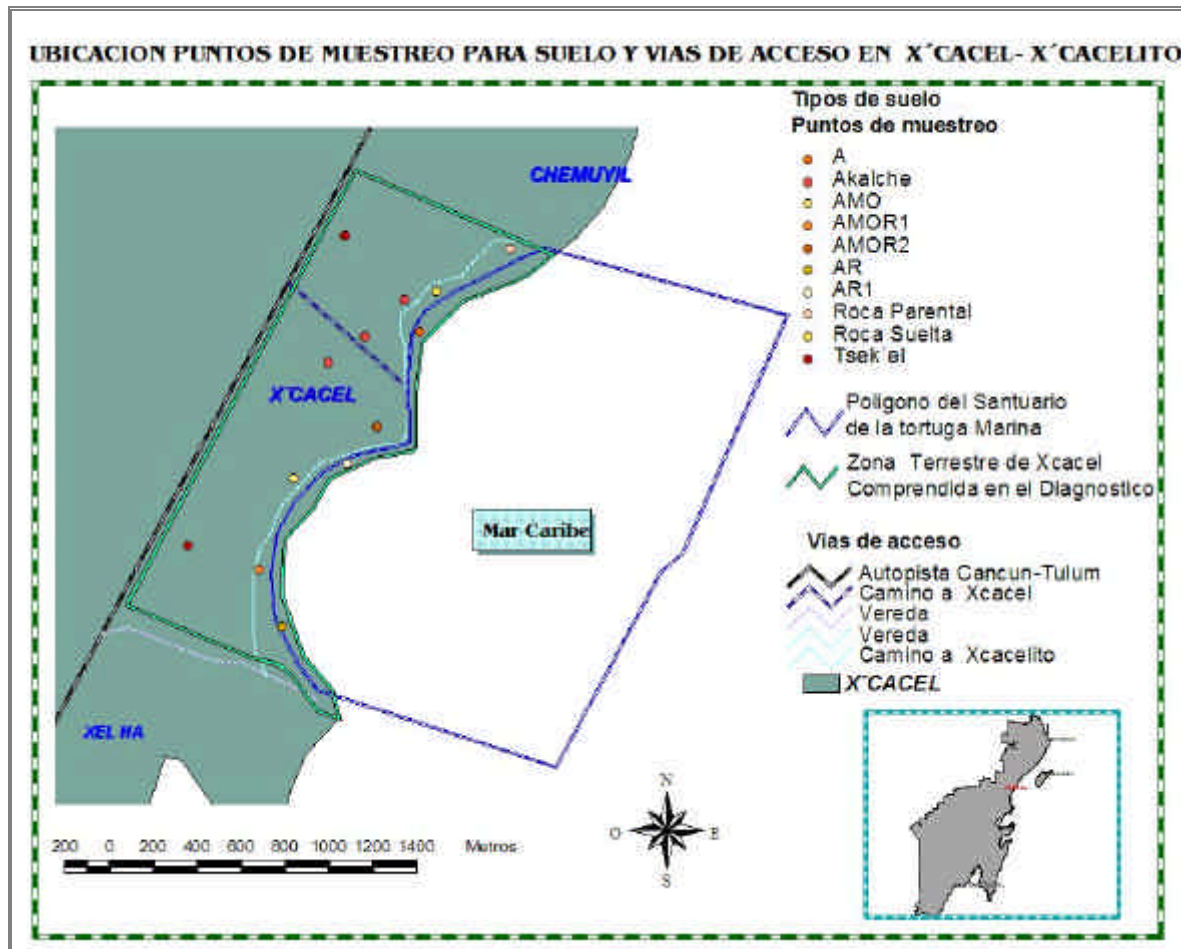 UBICACION PUNTOS DE MUESTREO PARA SUELO Y VIAS DE ACCESO EN X´CACEL- X´CACELITO
Tipos de suelo
Puntos de muestreo
A
Akalche
AMO
AMOR1
AMOR2
AR
AR1
Roca Parental
Roca Suelta
Tsek´el
Poligono del Santuario
de la tortuga Marina
Zona Terrestre de Xcacel
Comprendida en el Diagnostico
Vias de acceso
Autopista Cancun-Tulum
Camino a Xcacel
Vereda
Vereda
Camino a Xcacelito
X´CACEL
CHEMUYIL
X´CACEL
Mar Caribe
XEL HA
N
O
E
S
200 0 200 400 600 800 1000 1200 1400 Metros